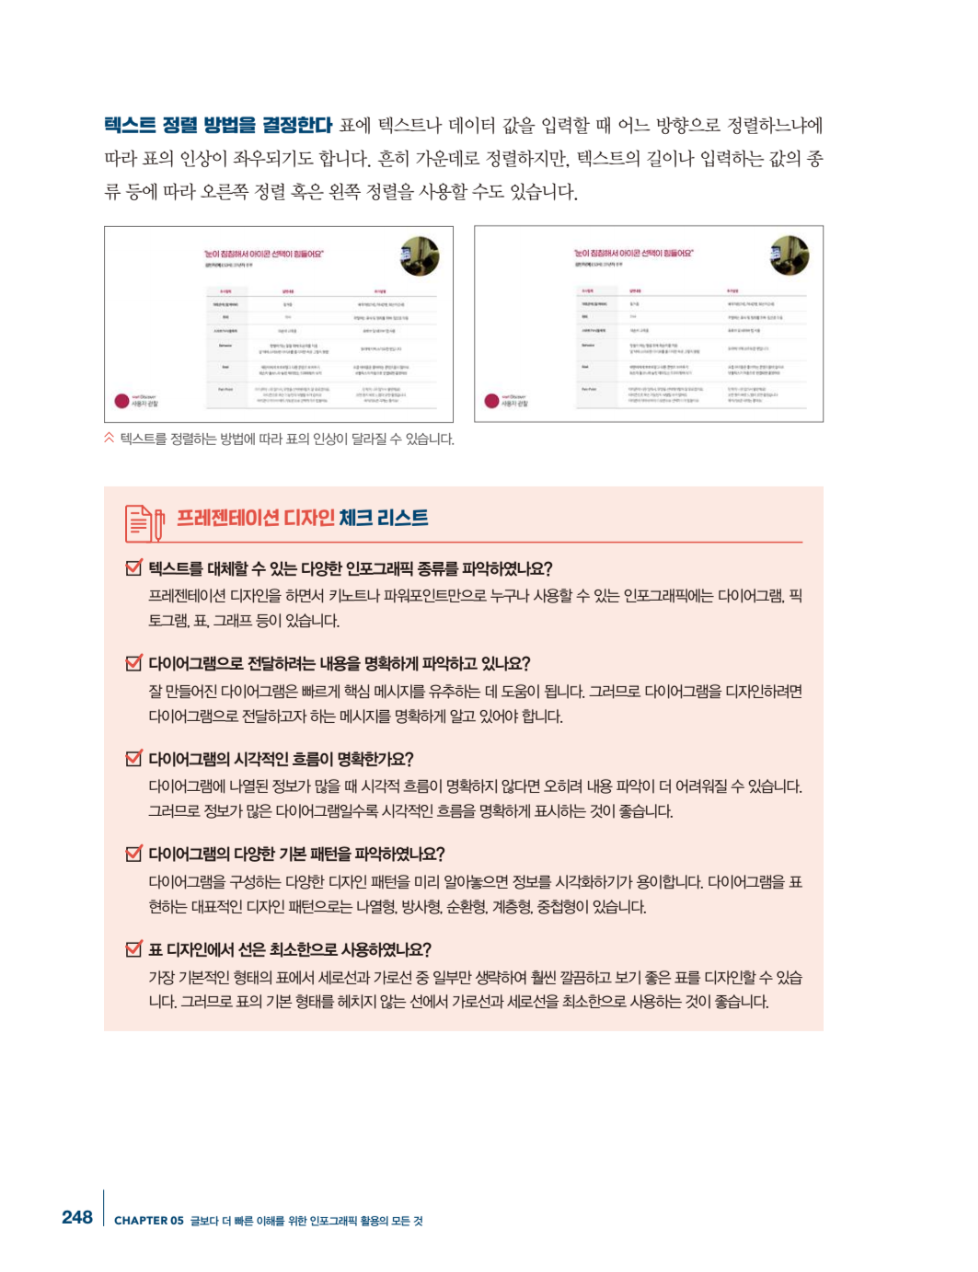 텍스트 정렬 방법을 결정한다 표에 텍스트나 데이터 값을 입력할 때 어느 방향으로 정렬하느냐에
따라 표의 인상이 좌우되기도 합니다. 흔히 가운데로 정렬하지만, 텍스트의 길이나 입력하는 값의 종
류 등에 따라 오른쪽 정렬 혹은 왼쪽 정렬을 사용할 수도 있습니다.
"눈이 침침해서 아이콘 선택이 힘들어요"
사용자 관찰
"눈이 침침해서 아이콘 선택이 힘들어요"
사용자 관찰
텍스트를 정렬하는 방법에 따라 표의 인상이 달라질 수 있습니다.
프레젠테이션 디자인 체크 리스트
텍스트를 대체할 수 있는 다양한 인포그래픽 종류를 파악하였나요?
프레젠테이션 디자인을 하면서 키노트나 파워포인트만으로 누구나 사용할 수 있는 인포그래픽에는 다이어그램, 픽
토그램, 표, 그래프 등이 있습니다.
다이어그램으로 전달하려는 내용을 명확하게 파악하고 있나요?
잘 만들어진 다이어그램은 빠르게 핵심 메시지를 유추하는 데 도움이 됩니다. 그러므로 다이어그램을 디자인하려면
다이어그램으로 전달하고자 하는 메시지를 명확하게 알고 있어야 합니다.
다이어그램의 시각적인 흐름이 명확한가요?
다이어그램에 나열된 정보가 많을 때 시각적 흐름이 명확하지 않다면 오히려 내용 파악이 더 어려워질 수 있습니다.
그러므로 정보가 많은 다이어그램일수록 시각적인 흐름을 명확하게 표시하는 것이 좋습니다.
다이어그램의 다양한 기본 패턴을 파악하였나요?
다이어그램을 구성하는 다양한 디자인 패턴을 미리 알아놓으면 정보를 시각화하기가 용이합니다. 다이어그램을 표
현하는 대표적인 디자인 패턴으로는 나열형, 방사형, 순환형, 계층형, 중첩형이 있습니다.
표 디자인에서 선은 최소한으로 사용하였나요?
가장 기본적인 형태의 표에서 세로선과 가로선 중 일부만 생략하여 훨씬 깔끔하고 보기 좋은 표를 디자인할 수 있습
니다. 그러므로 표의 기본 형태를 헤치지 않는 선에서 가로선과 세로선을 최소한으로 사용하는 것이 좋습니다.
248 CHAPTER 05 글보다 더 빠른 이해를 위한 인포그래픽 활용의 모든 것